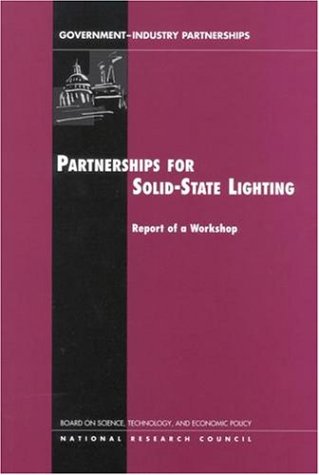 GOVERNMENT–INDUSTRY PARTNERSHIPS
PARTNERSHIPS FOR
SOLID-STATE LIGHTING
Report of a Workshop
BOARD ON SCIENCE, TECHNOLOGY, AND ECONOMIC POLICY
NATIONAL RESEARCH COUNCIL